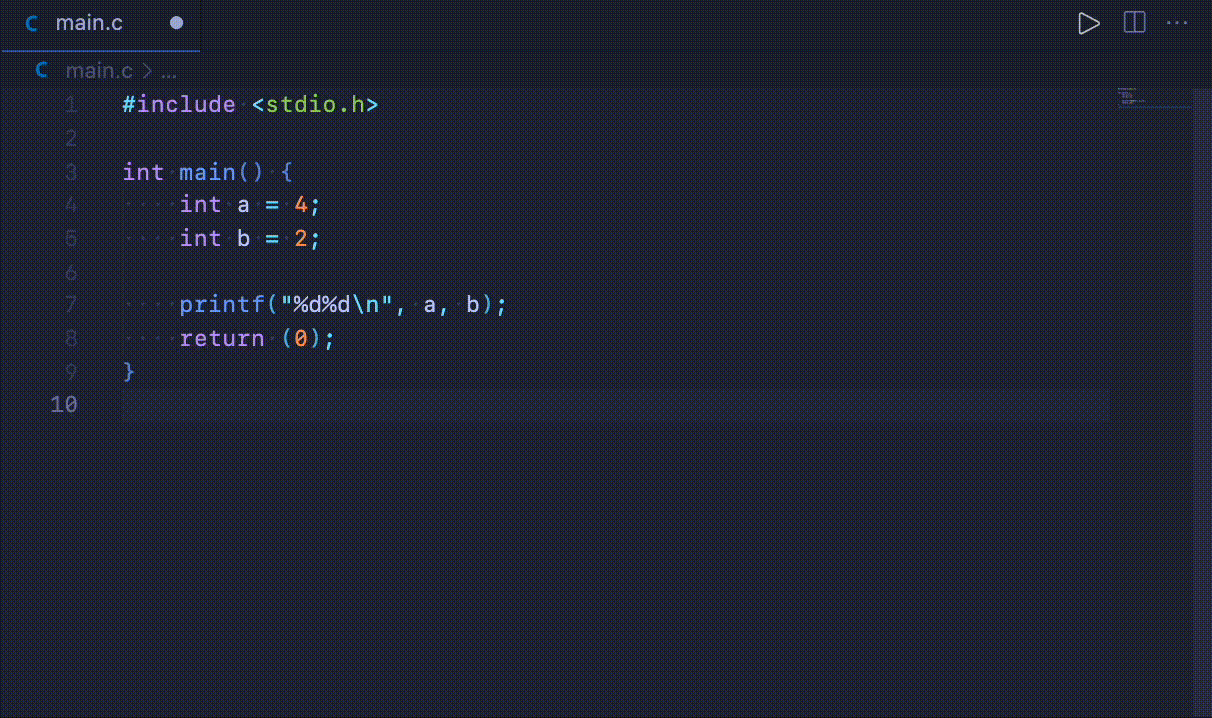 C main.c
C main.c > ...
1 #include <stdio.h>
2
3 int main() {
4 int a = 4;
5 int b = 2;
6
7 printf("%d%d\n", a, b);
8 return (0);
9 }
10